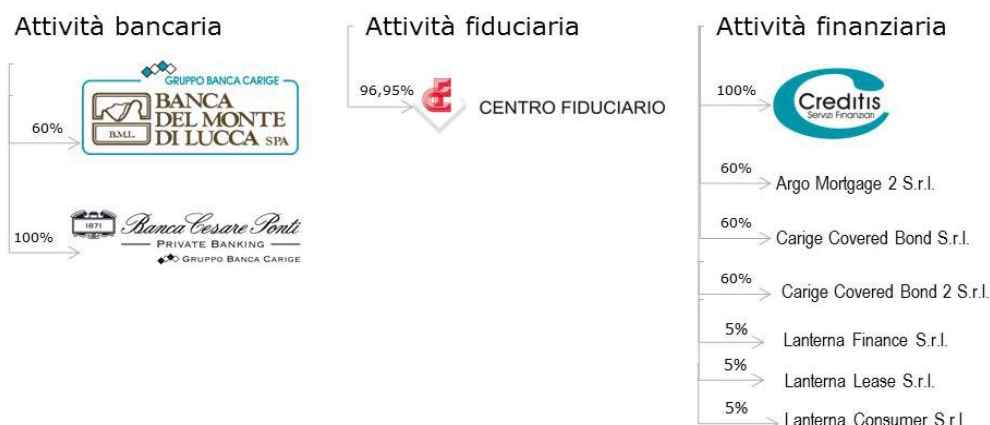 Attività bancaria
GRUPPO BANCA CARIGE
BANCA
DEL MONTE
DI LUCCA SPA
B.M.L.
60%
1871
Banca Cesare Ponti
PRIVATE BANKING
GRUPPO BANCA CARIGE
100%
Attività fiduciaria
96,95%
CENTRO FIDUCIARIO
Attività finanziaria
100%
Creditis
Servizi Finanziari
60%
Argo Mortgage 2 S.r.l.
60%
Carige Covered Bond S.r.l.
60%
Carige Covered Bond 2 S.r.l.
5%
Lanterna Finance S.r.l.
5%
Lanterna Lease S.r.l.
5%
Lanterna Consumer S.r.l.